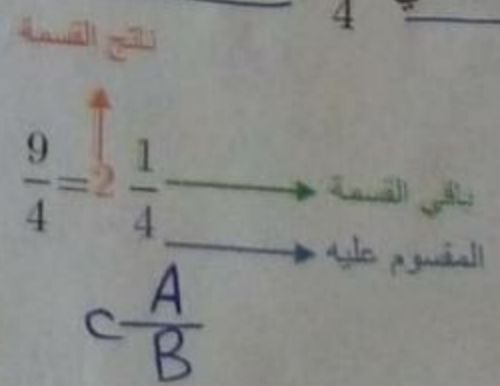 4
ناتج القسمة
9/4 = 2 1/4
باقي القسمة
المقسوم عليه
C A/B